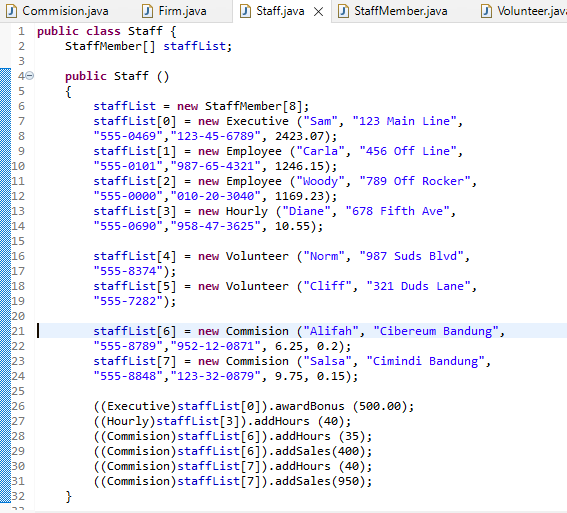 Commision.java Firm.java Staff.java StaffMember.java Volunteer.java
1 public class Staff {
2 StaffMember[] staffList;
3
4 public Staff ()
5 {
6 staffList = new StaffMember[8];
7 staffList[0] = new Executive ("Sam", "123 Main Line",
8 "555-0469","123-45-6789", 2423.07);
9 staffList[1] = new Employee ("Carla", "456 Off Line",
10 "555-0101","987-65-4321", 1246.15);
11 staffList[2] = new Employee ("Woody", "789 Off Rocker",
12 "555-0000","010-20-3040", 1169.23);
13 staffList[3] = new Hourly ("Diane", "678 Fifth Ave",
14 "555-0690","958-47-3625", 10.55);
15
16 staffList[4] = new Volunteer ("Norm", "987 Suds Blvd",
17 "555-8374");
18 staffList[5] = new Volunteer ("Cliff", "321 Duds Lane",
19 "555-7282");
20
21 staffList[6] = new Commision ("Alifah", "Cibereum Bandung",
22 "555-8789","952-12-0871", 6.25, 0.2);
23 staffList[7] = new Commision ("Salsa", "Cimindi Bandung",
24 "555-8848","123-32-0879", 9.75, 0.15);
25
26 ((Executive)staffList[0]).awardBonus (500.00);
27 ((Hourly)staffList[3]).addHours (40);
28 ((Commision)staffList[6]).addHours (35);
29 ((Commision)staffList[6]).addSales(400);
30 ((Commision)staffList[7]).addHours (40);
31 ((Commision)staffList[7]).addSales(950);
32 }